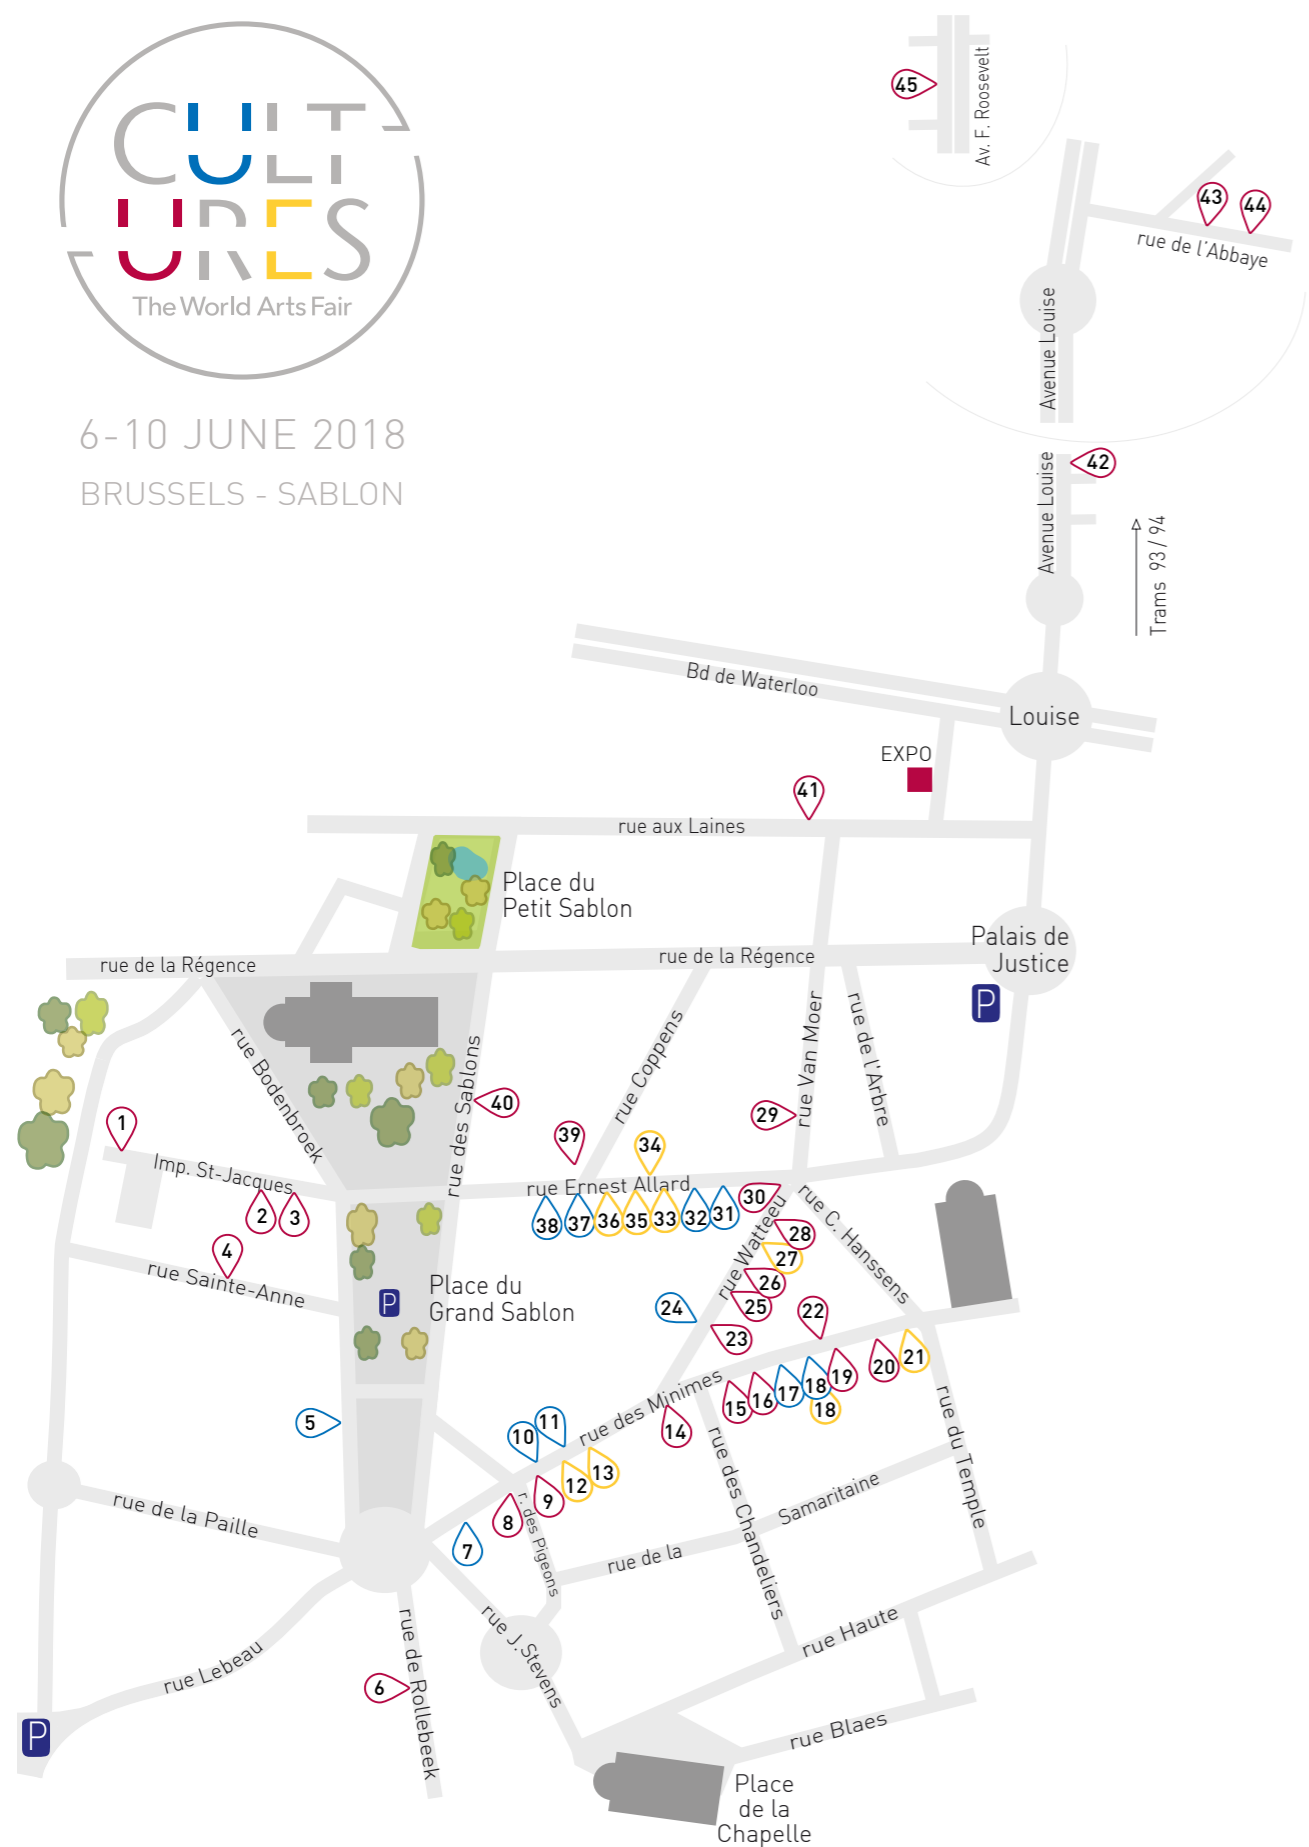 CULT
URES
The World Arts Fair
6-10 JUNE 2018
BRUSSELS - SABLON
45
Av. F. Roosevelt
43
44
rue de l'Abbaye
Avenue Louise
42
Avenue Louise
Trams 93 / 94
Bd de Waterloo
Louise
EXPO
41
rue aux Laines
Place du
Petit Sablon
rue de la Régence
rue de la Régence
Palais de
Justice
P
rue Bodenbroek
rue des Sablons
40
rue Coppens
rue Van Moer
rue de l'Arbre
29
1
39
34
Imp. St-Jacques
2
3
4
rue Sainte-Anne
rue Ernest Allard
38
37
36
35
33
32
31
30
rue Watteeu
28
27
26
25
24
23
22
rue C. Hanssens
P
Place du
Grand Sablon
5
10
11
rue des Minimes
14
15
16
17
18
18
19
20
21
12
13
9
8
7
r. des Pigeons
rue des Chandeliers
Samaritaine
rue de la
rue du Temple
rue de la Paille
rue Lebeau
rue de Rollebeek
6
rue J. Stevens
rue Haute
rue Blaes
P
Place
de la
Chapelle